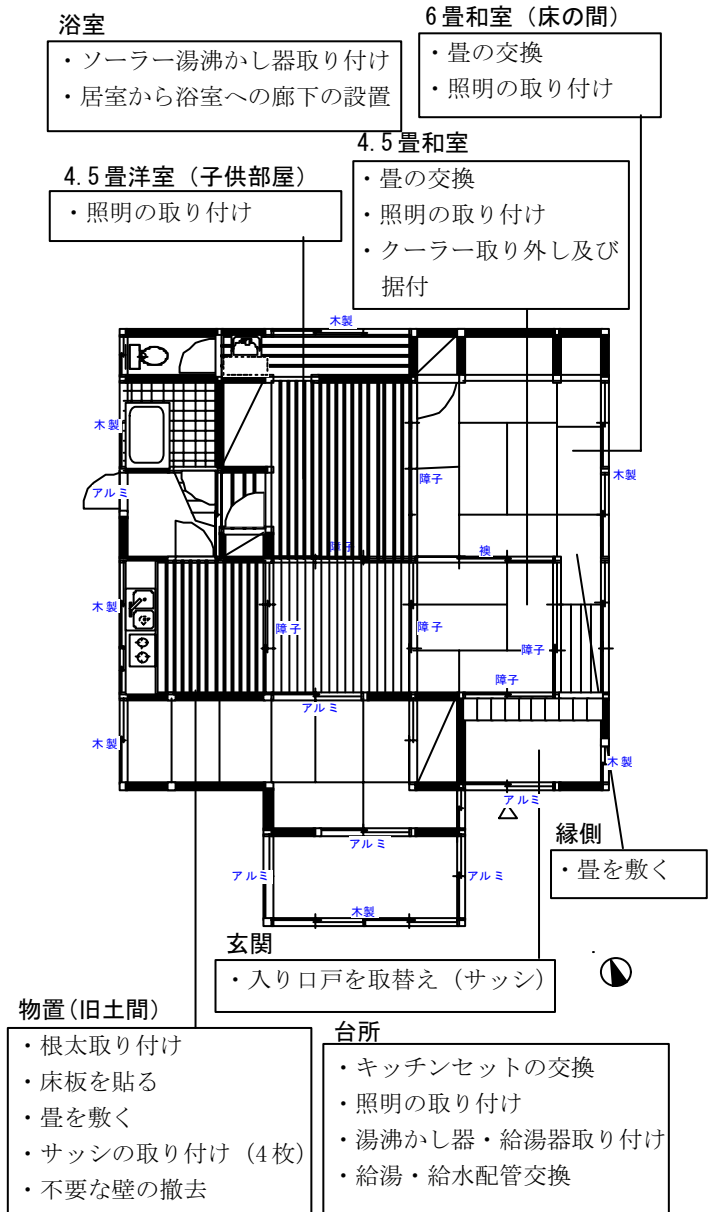 浴室
・ソーラー湯沸かし器取り付け
・居室から浴室への廊下の設置
6畳和室（床の間）
・畳の交換
・照明の取り付け
4.5畳洋室（子供部屋）
・照明の取り付け
4.5畳和室
・畳の交換
・照明の取り付け
・クーラー取り外し及び
据付
木製
木製
アルミ
障子
木製
障子
襖
木製
障子
障子
障子
障子
アルミ
木製
木製
アルミ
アルミ
アルミ
アルミ
木製
縁側
・畳を敷く
玄関
・入り口戸を取替え（サッシ）
物置(旧土間)
・根太取り付け
・床板を貼る
・畳を敷く
・サッシの取り付け（4枚）
・不要な壁の撤去
台所
・キッチンセットの交換
・照明の取り付け
・湯沸かし器・給湯器取り付け
・給湯・給水配管交換